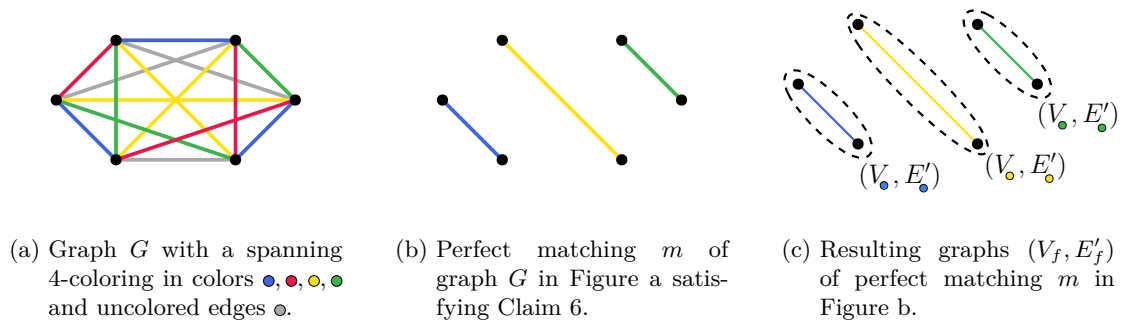 (V●, E′●)
(V●, E′●)
(V●, E′●)
(a) Graph G with a spanning
4-coloring in colors ●, ●, ●, ●
and uncolored edges ●.
(b) Perfect matching m of
graph G in Figure a satis-
fying Claim 6.
(c) Resulting graphs (V_f, E′_f)
of perfect matching m in
Figure b.